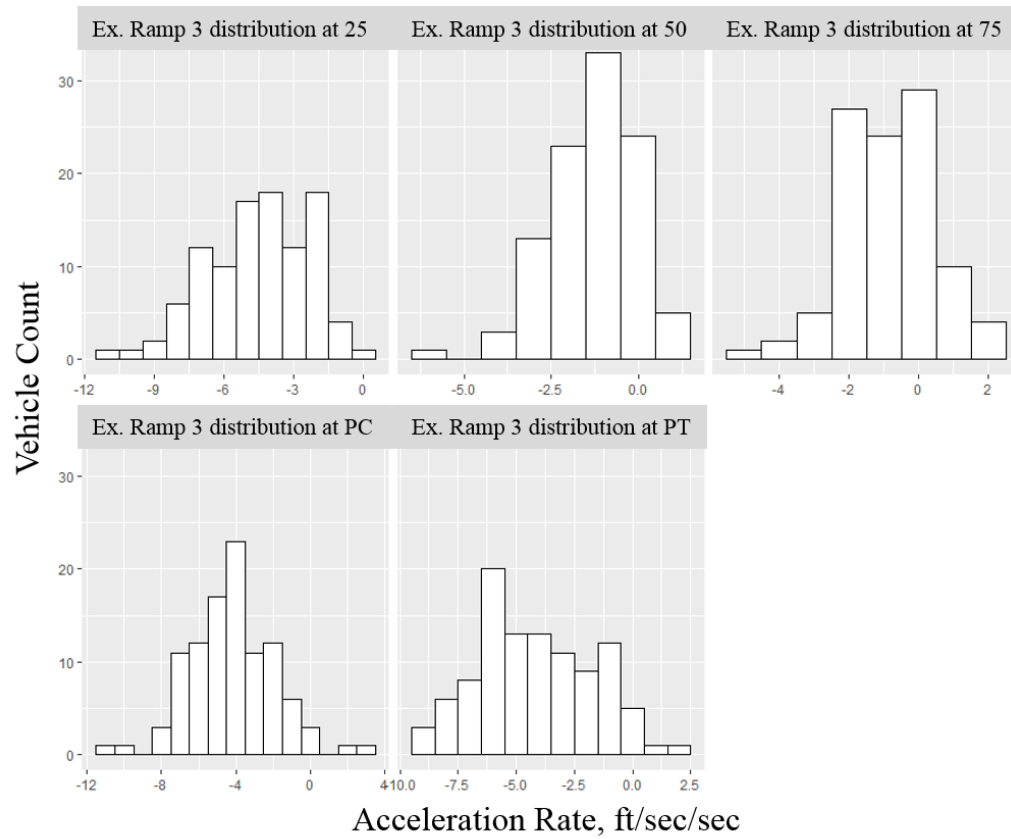 Ex. Ramp 3 distribution at 25
Ex. Ramp 3 distribution at 50
Ex. Ramp 3 distribution at 75
30
20
10
0
-12 -9 -6 -3 0
-5.0 -2.5 0.0
-4 -2 0 2
Vehicle Count
Ex. Ramp 3 distribution at PC
Ex. Ramp 3 distribution at PT
30
20
10
0
-12 -8 -4 0 4
-10.0 -7.5 -5.0 -2.5 0.0 2.5
Acceleration Rate, ft/sec/sec